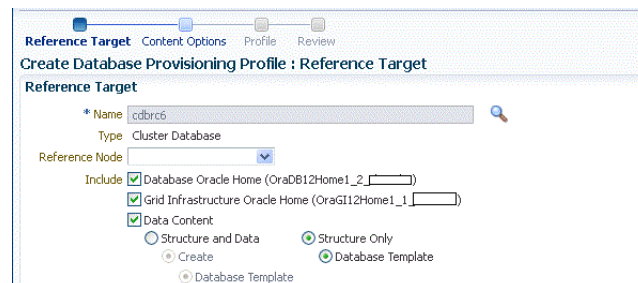 Reference Target Content Options Profile Review
Create Database Provisioning Profile : Reference Target
Reference Target
* Name cdbrc6
Type Cluster Database
Reference Node
Include Database Oracle Home (OraDB12Home1_2_ )
Grid Infrastructure Oracle Home (OraGI12Home1_1_ )
Data Content
Structure and Data Structure Only
Create Database Template
Database Template